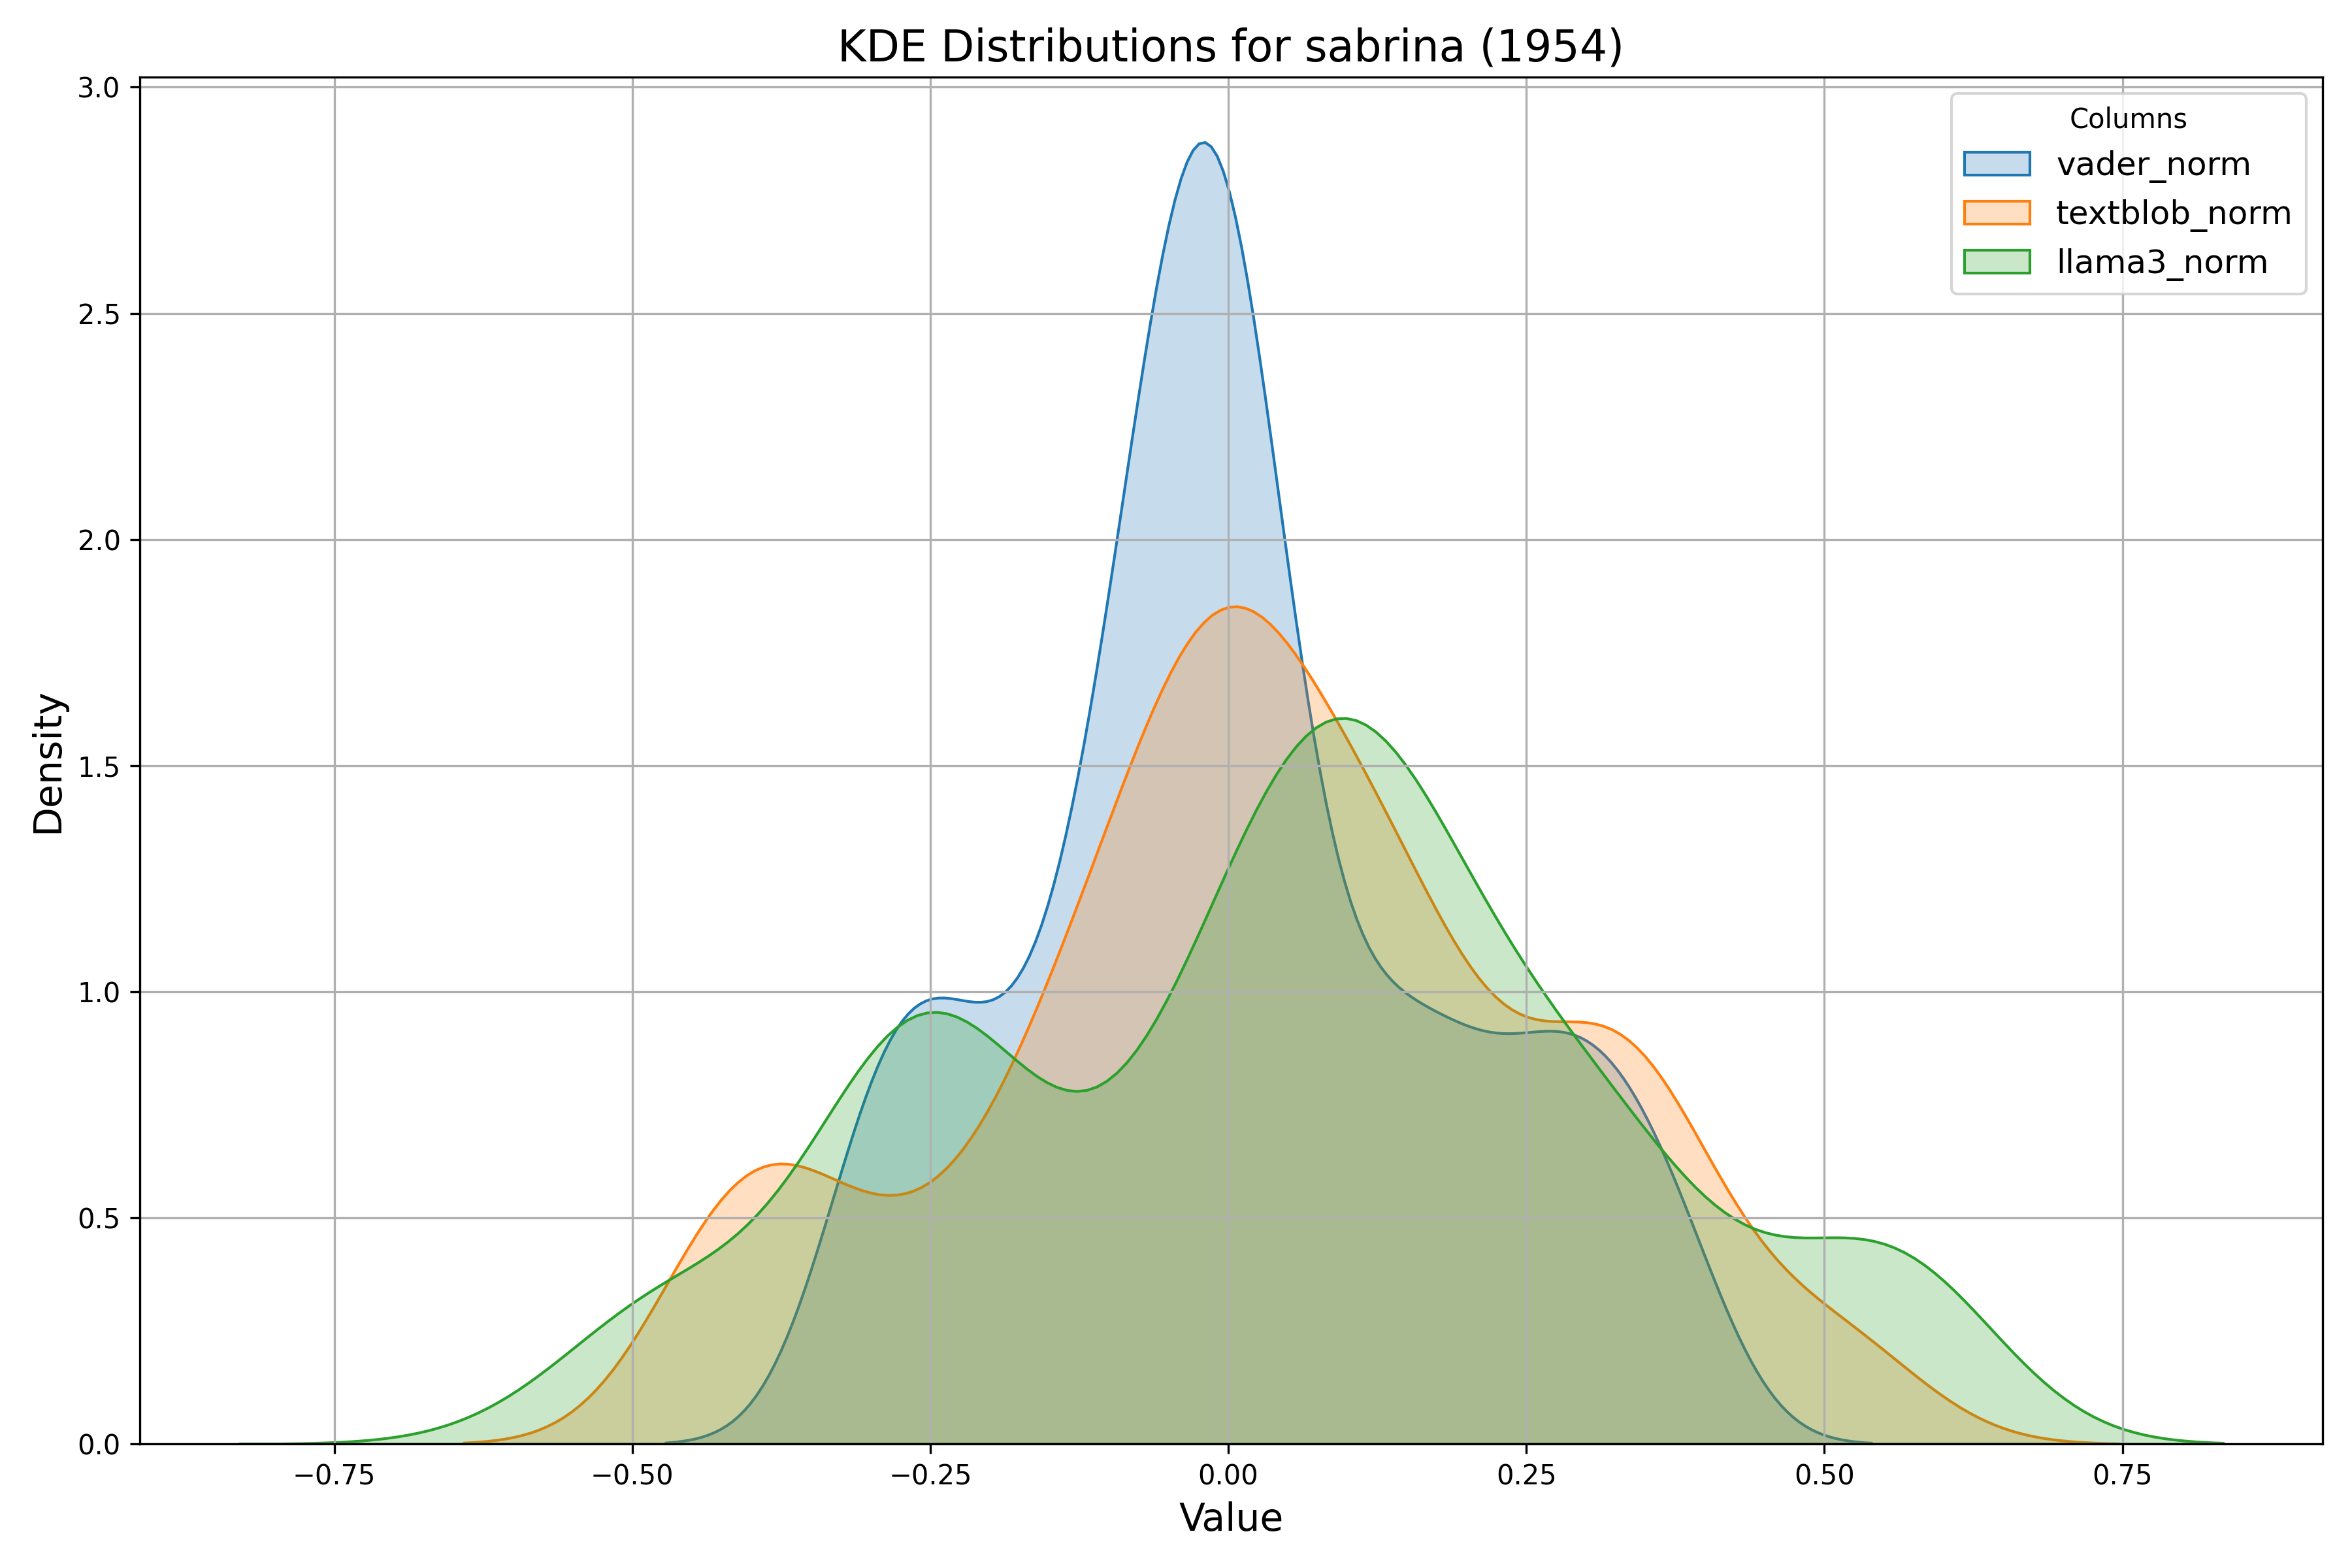 KDE Distributions for sabrina (1954)
Columns
vader_norm
textblob_norm
llama3_norm
Density
3.0
2.5
2.0
1.5
1.0
0.5
0.0
−0.75 −0.50 −0.25 0.00 0.25 0.50 0.75
Value